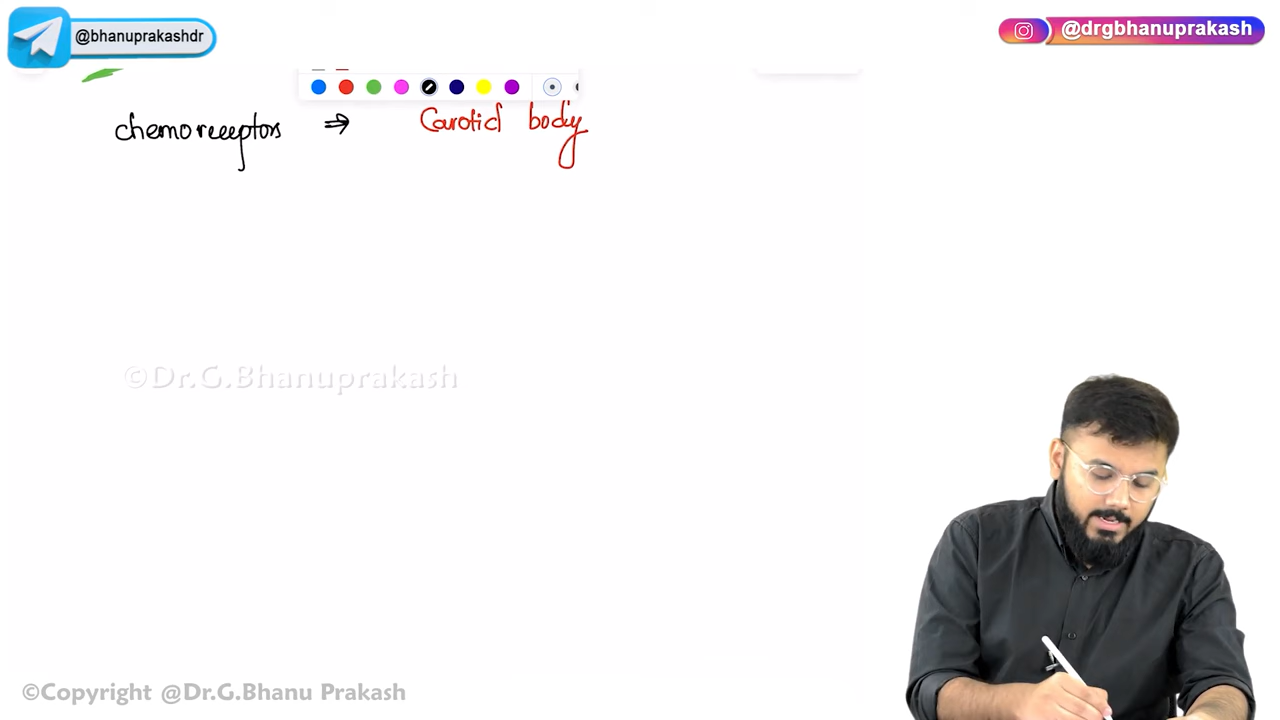 @bhanuprakashdr
@drgbhanuprakash
chemoreceptors ⇒ Carotid body
©Dr.G.Bhanuprakash
©Copyright @Dr.G.Bhanu Prakash